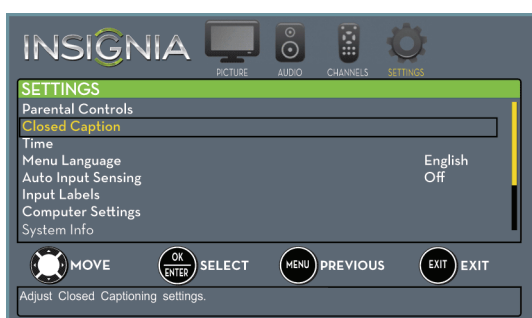 INSIGNIA
PICTURE AUDIO CHANNELS SETTINGS
SETTINGS
Parental Controls
Closed Caption
Time
Menu Language English
Auto Input Sensing Off
Input Labels
Computer Settings
System Info
MOVE OK ENTER SELECT MENU PREVIOUS EXIT EXIT
Adjust Closed Captioning settings.